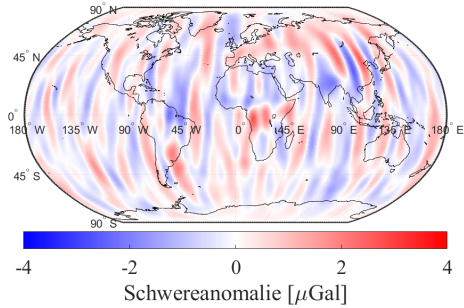 90° N
45° N
0°
180° W 135° W 90° W 45° W 0° E 45° E 90° E 135° E 180° E
45° S
90° S
-4 -2 0 2 4
Schwereanomalie [μGal]